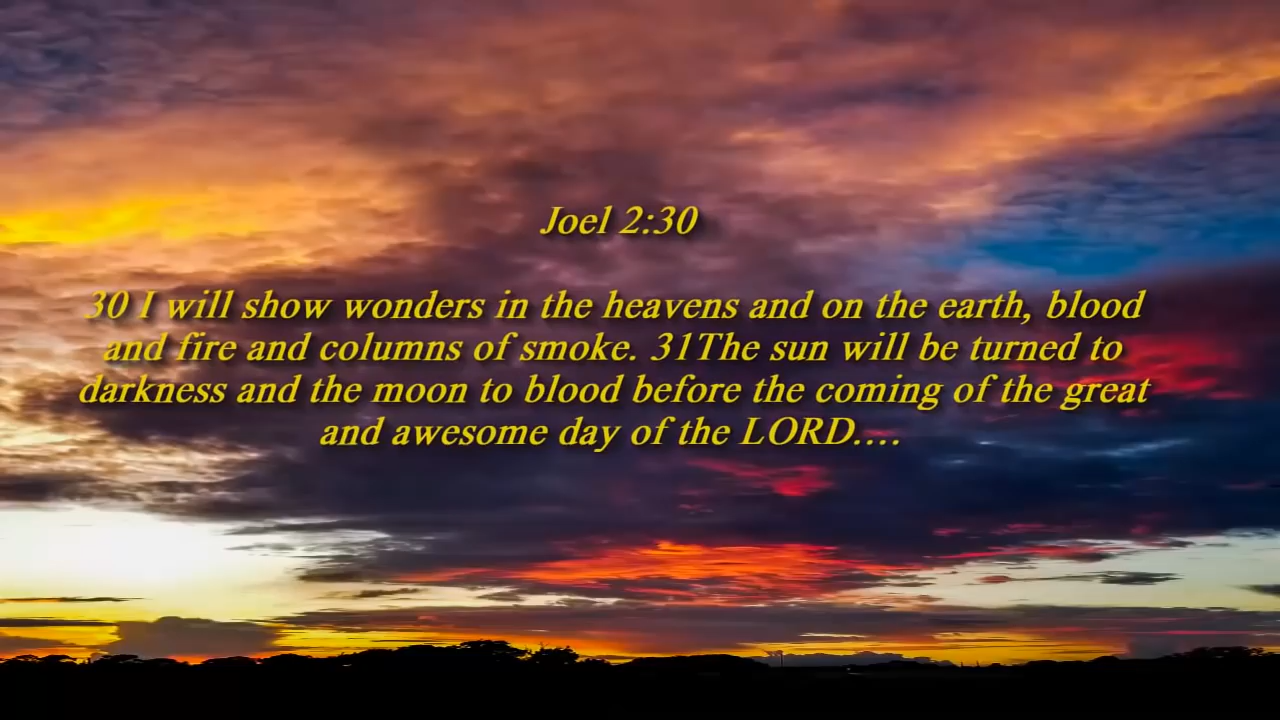 Joel 2:30
30 I will show wonders in the heavens and on the earth, blood
and fire and columns of smoke. 31The sun will be turned to
darkness and the moon to blood before the coming of the great
and awesome day of the LORD....